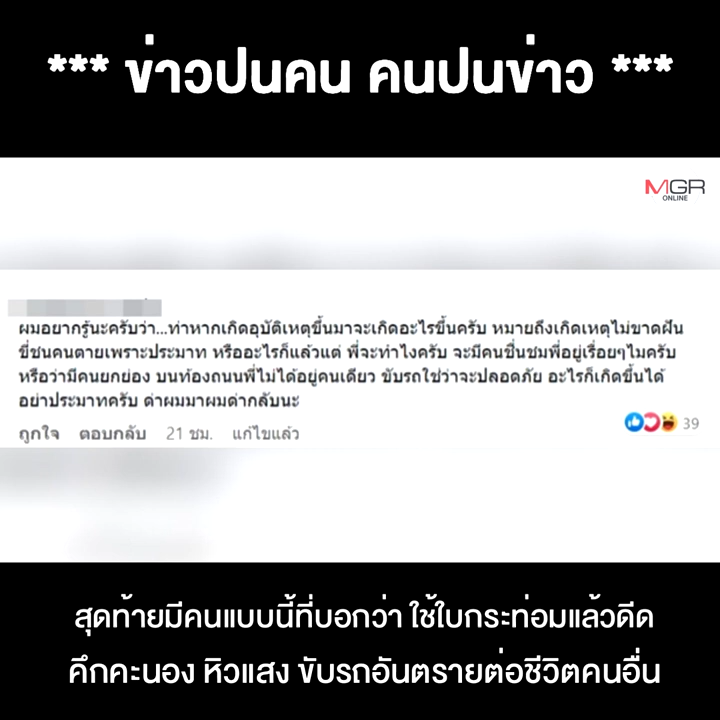 *** ข่าวปนคน คนปนข่าว ***
MGR
ONLINE
ผมอยากรู้นะครับว่า...ท่าหากเกิดอุบัติเหตุขึ้นมาจะเกิดอะไรขึ้นครับ หมายถึงเกิดเหตุไม่ขาดฝัน
ขี่ชนคนตายเพราะประมาท หรืออะไรก็แล้วแต่ พี่จะทำไงครับ จะมีคนชื่นชมพี่อยู่เรื่อยๆไมครับ
หรือว่ามีคนยกย่อง บนท้องถนนพี่ไม่ได้อยู่คนเดียว ขับรถใช่ว่าจะปลอดภัย อะไรก็เกิดขึ้นได้
อย่าประมาทครับ ด่าผมมาผมด่ากลับนะ
ถูกใจ ตอบกลับ 21 ชม. แก้ไขแล้ว
39
สุดท้ายมีคนแบบนี้ที่บอกว่า ใช้ใบกระท่อมแล้วดีด
คึกคะนอง หิวแสง ขับรถอันตรายต่อชีวิตคนอื่น